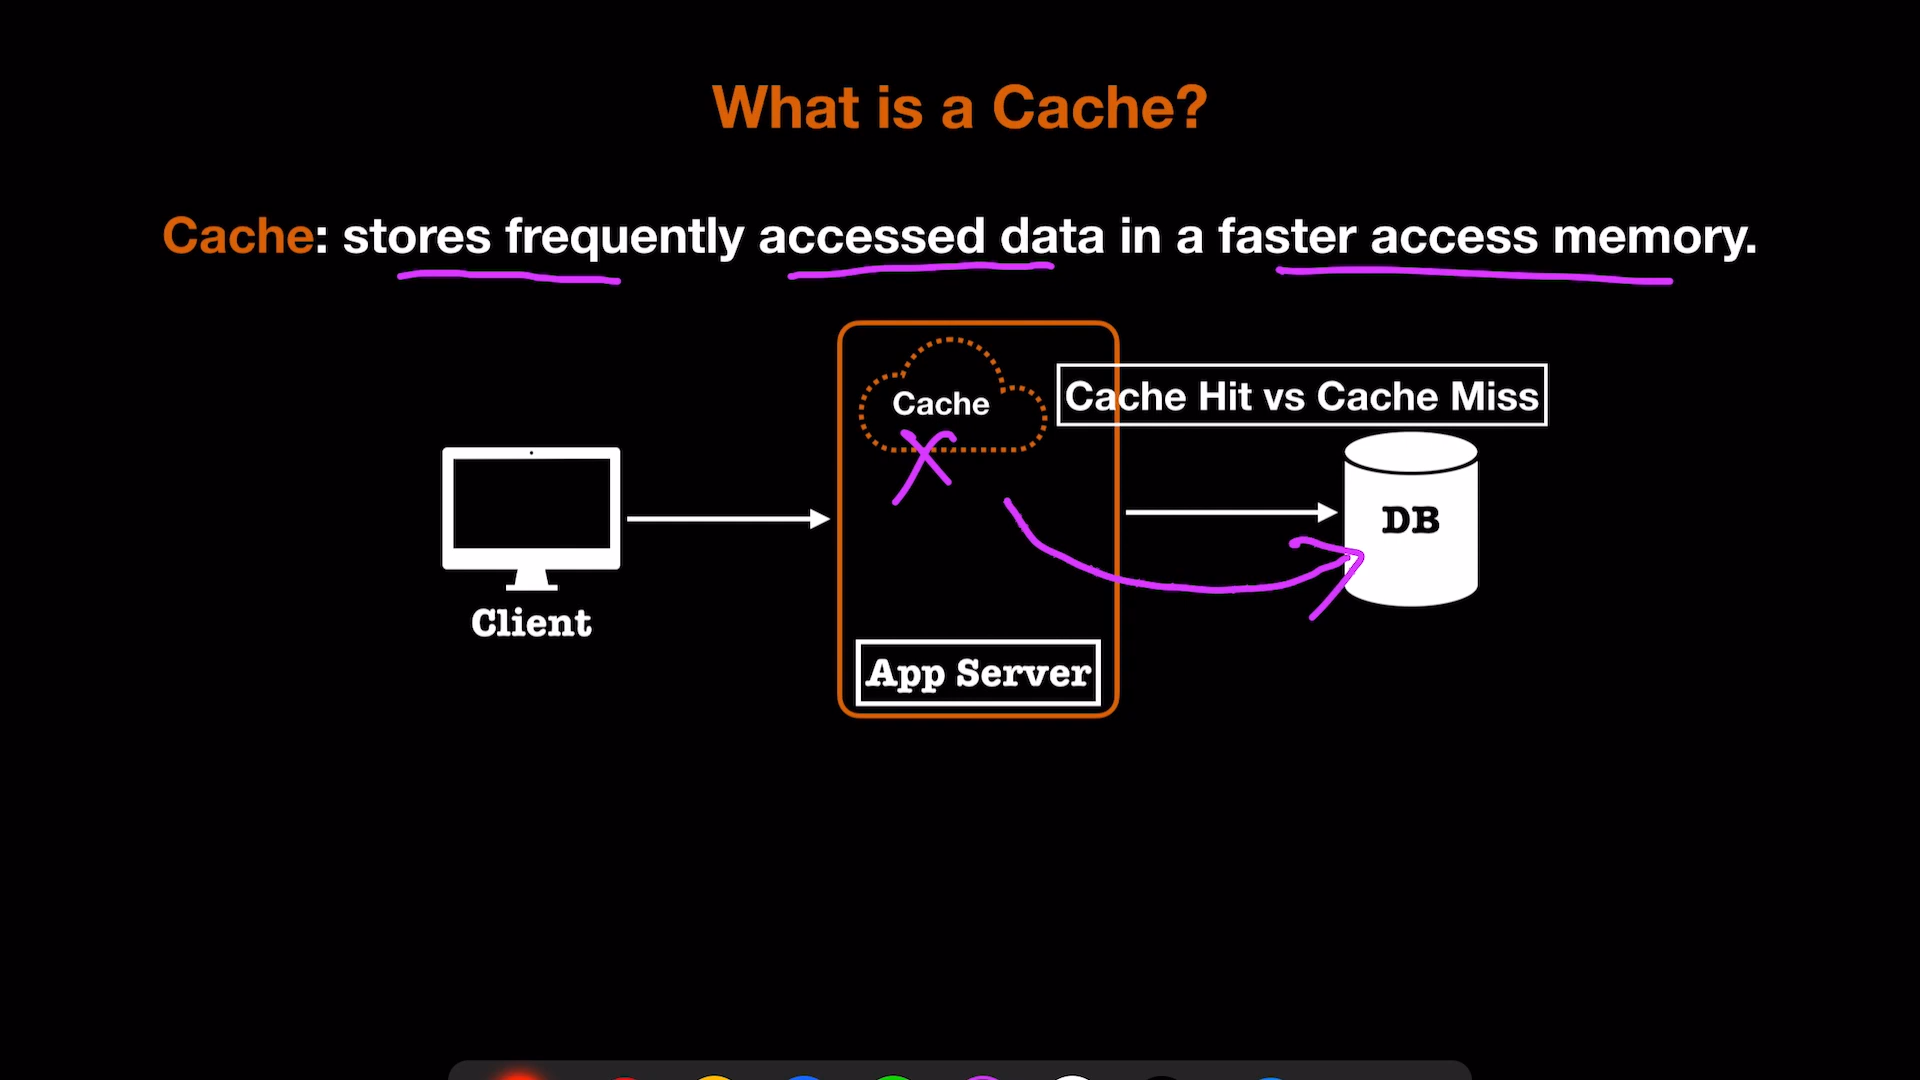 What is a Cache?
Cache: stores frequently accessed data in a faster access memory.
Cache
Cache Hit vs Cache Miss
DB
Client
App Server